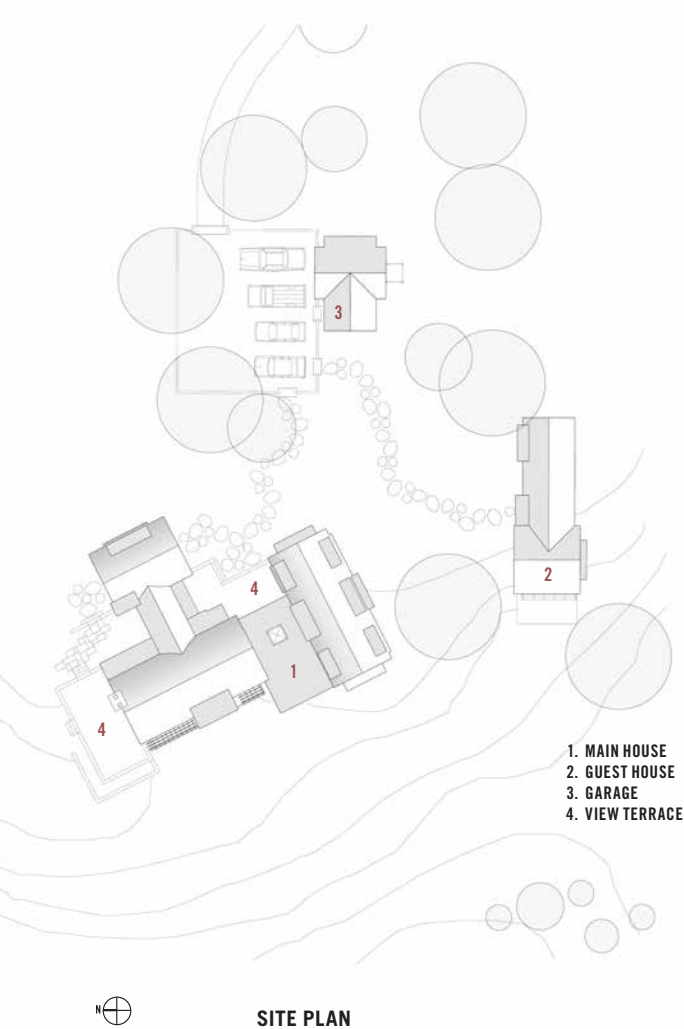 3
2
4
1
4
1. MAIN HOUSE
2. GUEST HOUSE
3. GARAGE
4. VIEW TERRACE
N
SITE PLAN